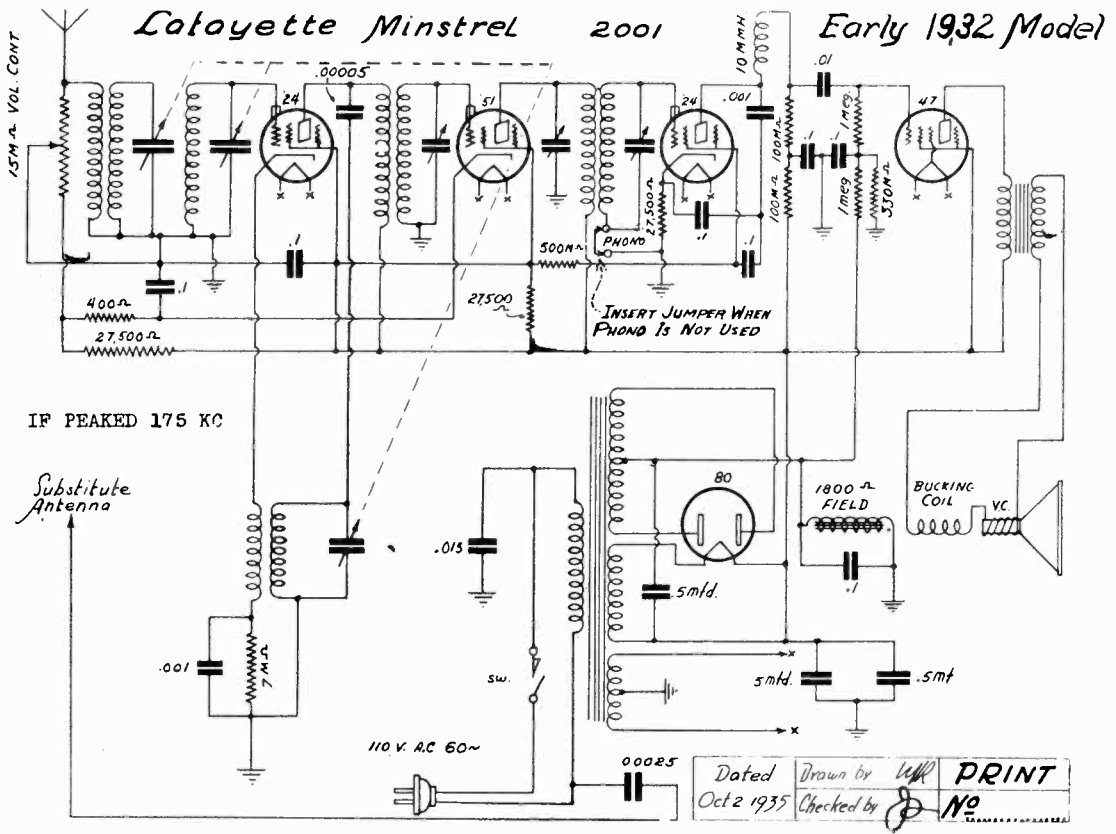 Lafayette Minstrel 2001 Early 1932 Model
15MΩ VOL. CONT.
.00005
24
51
24
10 MMH
.001
.01
47
100MΩ
100MΩ
.1
.1
1meg.
1meg
330MΩ
.1
.1
400Ω
27,500Ω
27,500 Ω
500MΩ
PHONO
27,500Ω
.1
.1
INSERT JUMPER WHEN
PHONO IS NOT USED
IF PEAKED 175 KC
Substitute
Antenna
.001
7MΩ
.015
SW.
110 V. A.C 60~
00025
80
.5mfd.
x
x
x
x
x
x
x
x
1800 Ω
FIELD
.1
BUCKING
COIL
V.C.
5mfd.
.5mf
Dated
Oct 2 1935
Drawn by
Checked by
PRINT
No